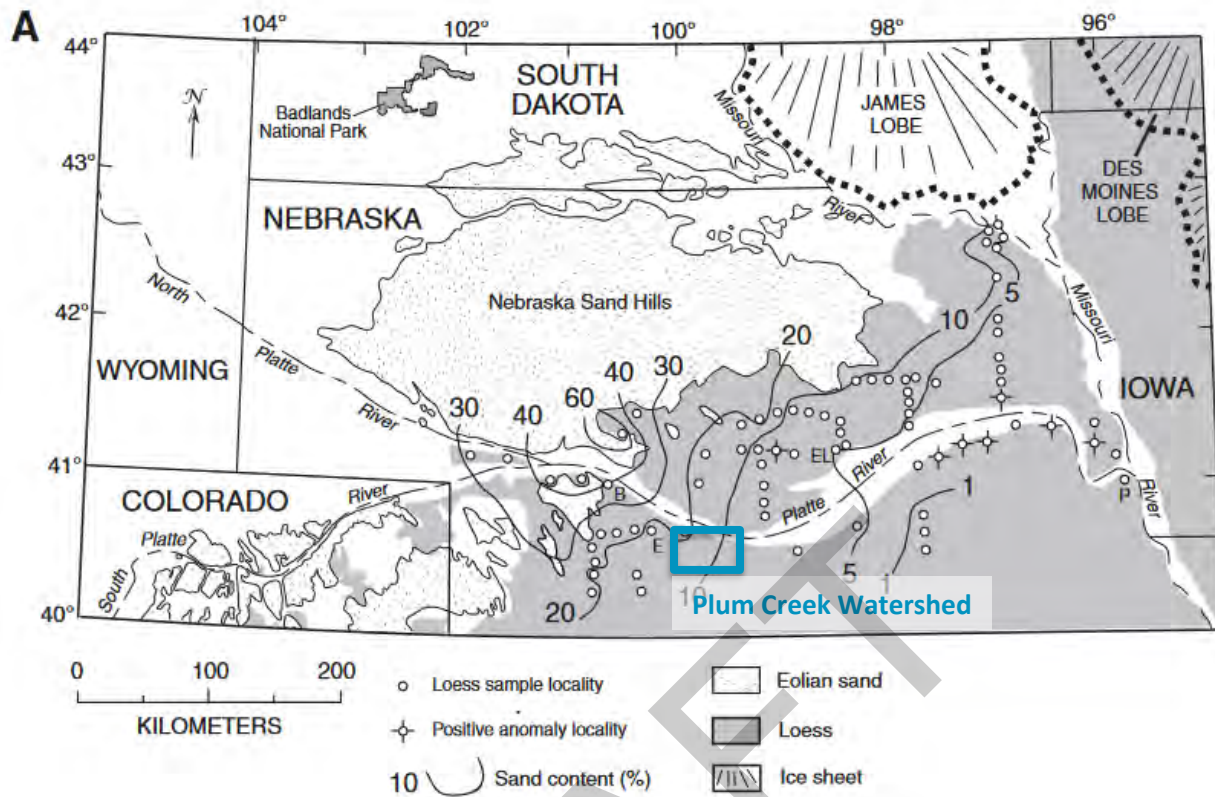 A
104°
102°
100°
98°
96°
44°
43°
42°
41°
40°
N
SOUTH
DAKOTA
Badlands
National Park
Missouri
River
JAMES
LOBE
DES
MOINES
LOBE
NEBRASKA
Nebraska Sand Hills
North
Platte
River
WYOMING
Missouri
River
IOWA
10
5
20
30
40
60
40
30
EL
B
E
P
Platte
River
COLORADO
South
Platte
River
20
10
5
1
1
Plum Creek Watershed
0 100 200
KILOMETERS
Loess sample locality
Positive anomaly locality
10 Sand content (%)
Eolian sand
Loess
Ice sheet